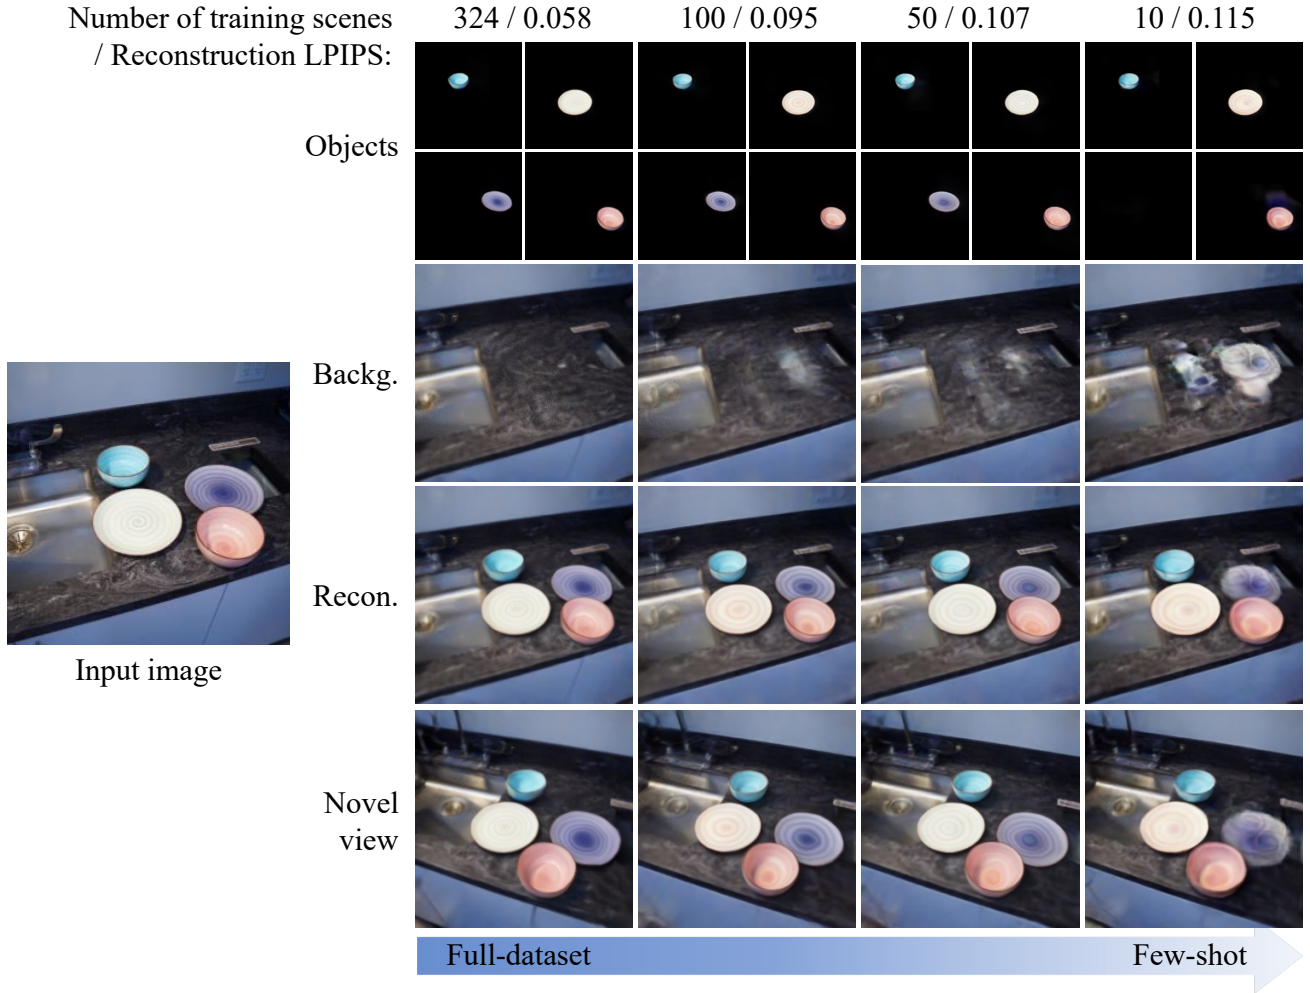 Number of training scenes
/ Reconstruction LPIPS:
324 / 0.058
100 / 0.095
50 / 0.107
10 / 0.115
Objects
Backg.
Recon.
Novel
view
Input image
Full-dataset
Few-shot